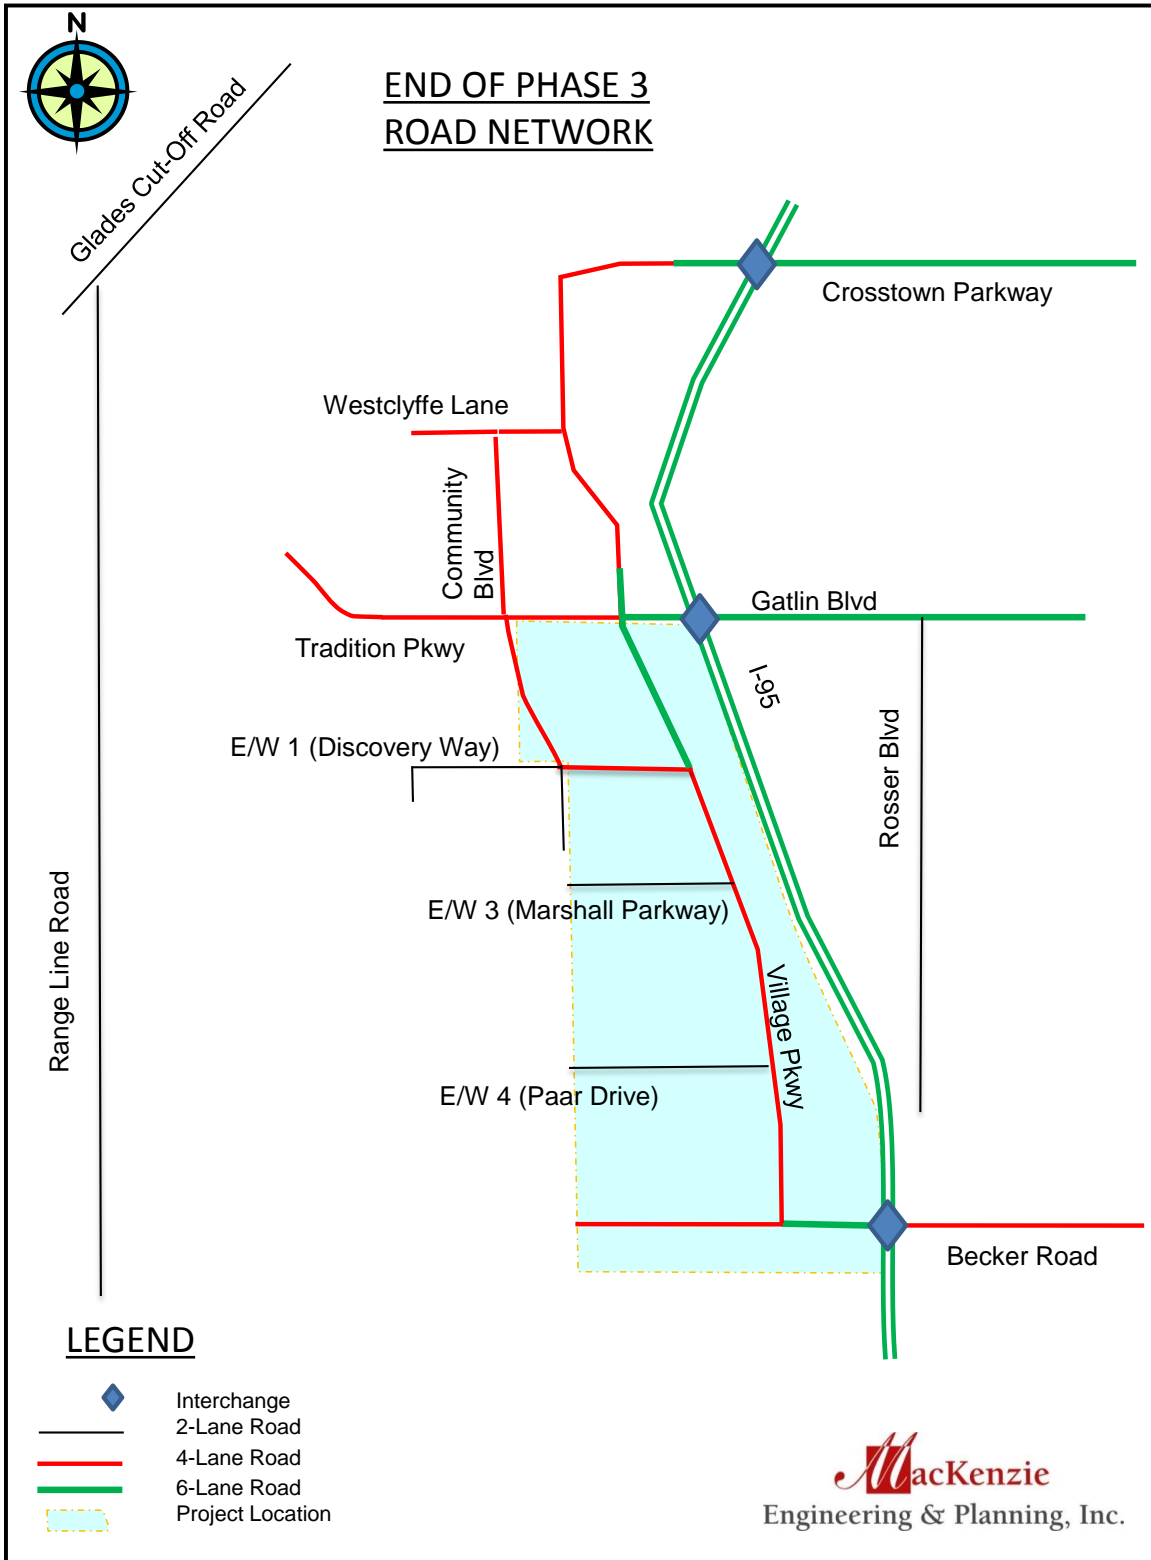 N
END OF PHASE 3
ROAD NETWORK
Glades Cut-Off Road
Crosstown Parkway
Westclyffe Lane
Community
Blvd
Gatlin Blvd
Tradition Pkwy
I-95
E/W 1 (Discovery Way)
Rosser Blvd
Range Line Road
E/W 3 (Marshall Parkway)
Village Pkwy
E/W 4 (Paar Drive)
Becker Road
LEGEND
Interchange
2-Lane Road
4-Lane Road
6-Lane Road
Project Location
MacKenzie
Engineering & Planning, Inc.